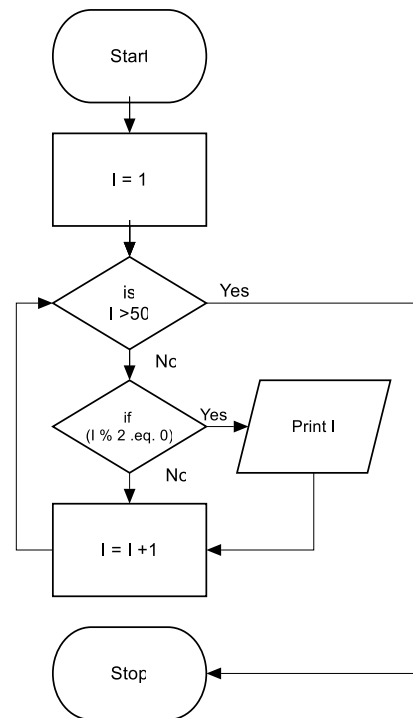 Start
I = 1
is
I >50
Yes
No
if
(I % 2 .eq. 0)
Yes
Print I
No
I = I +1
Stop